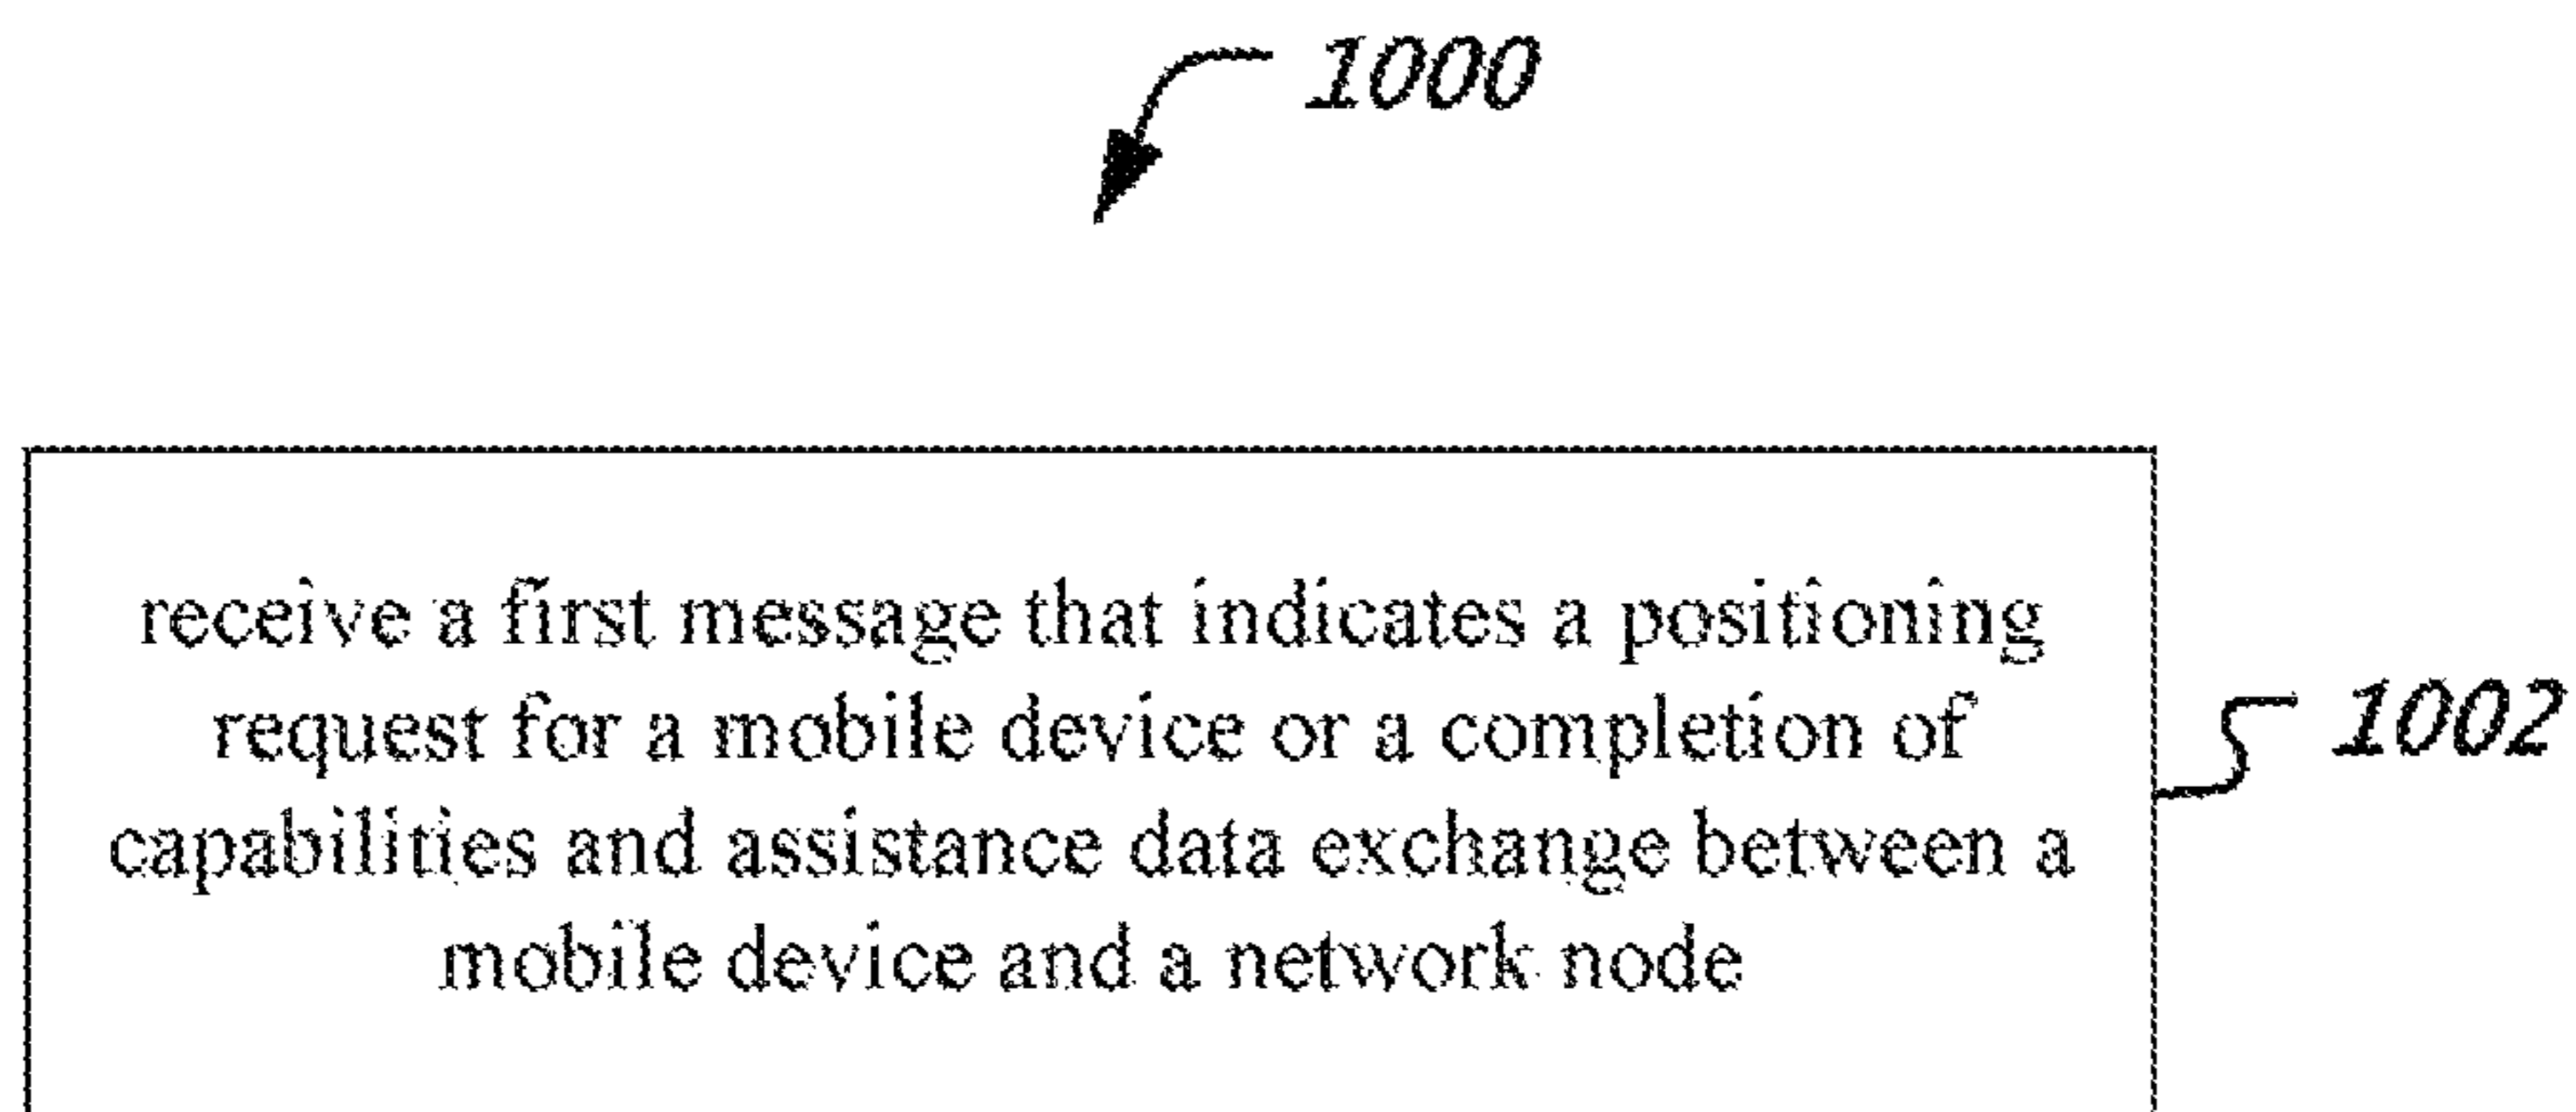 1000
receive a first message that indicates a positioning
request for a mobile device or a completion of
capabilities and assistance data exchange between a
mobile device and a network node
1002